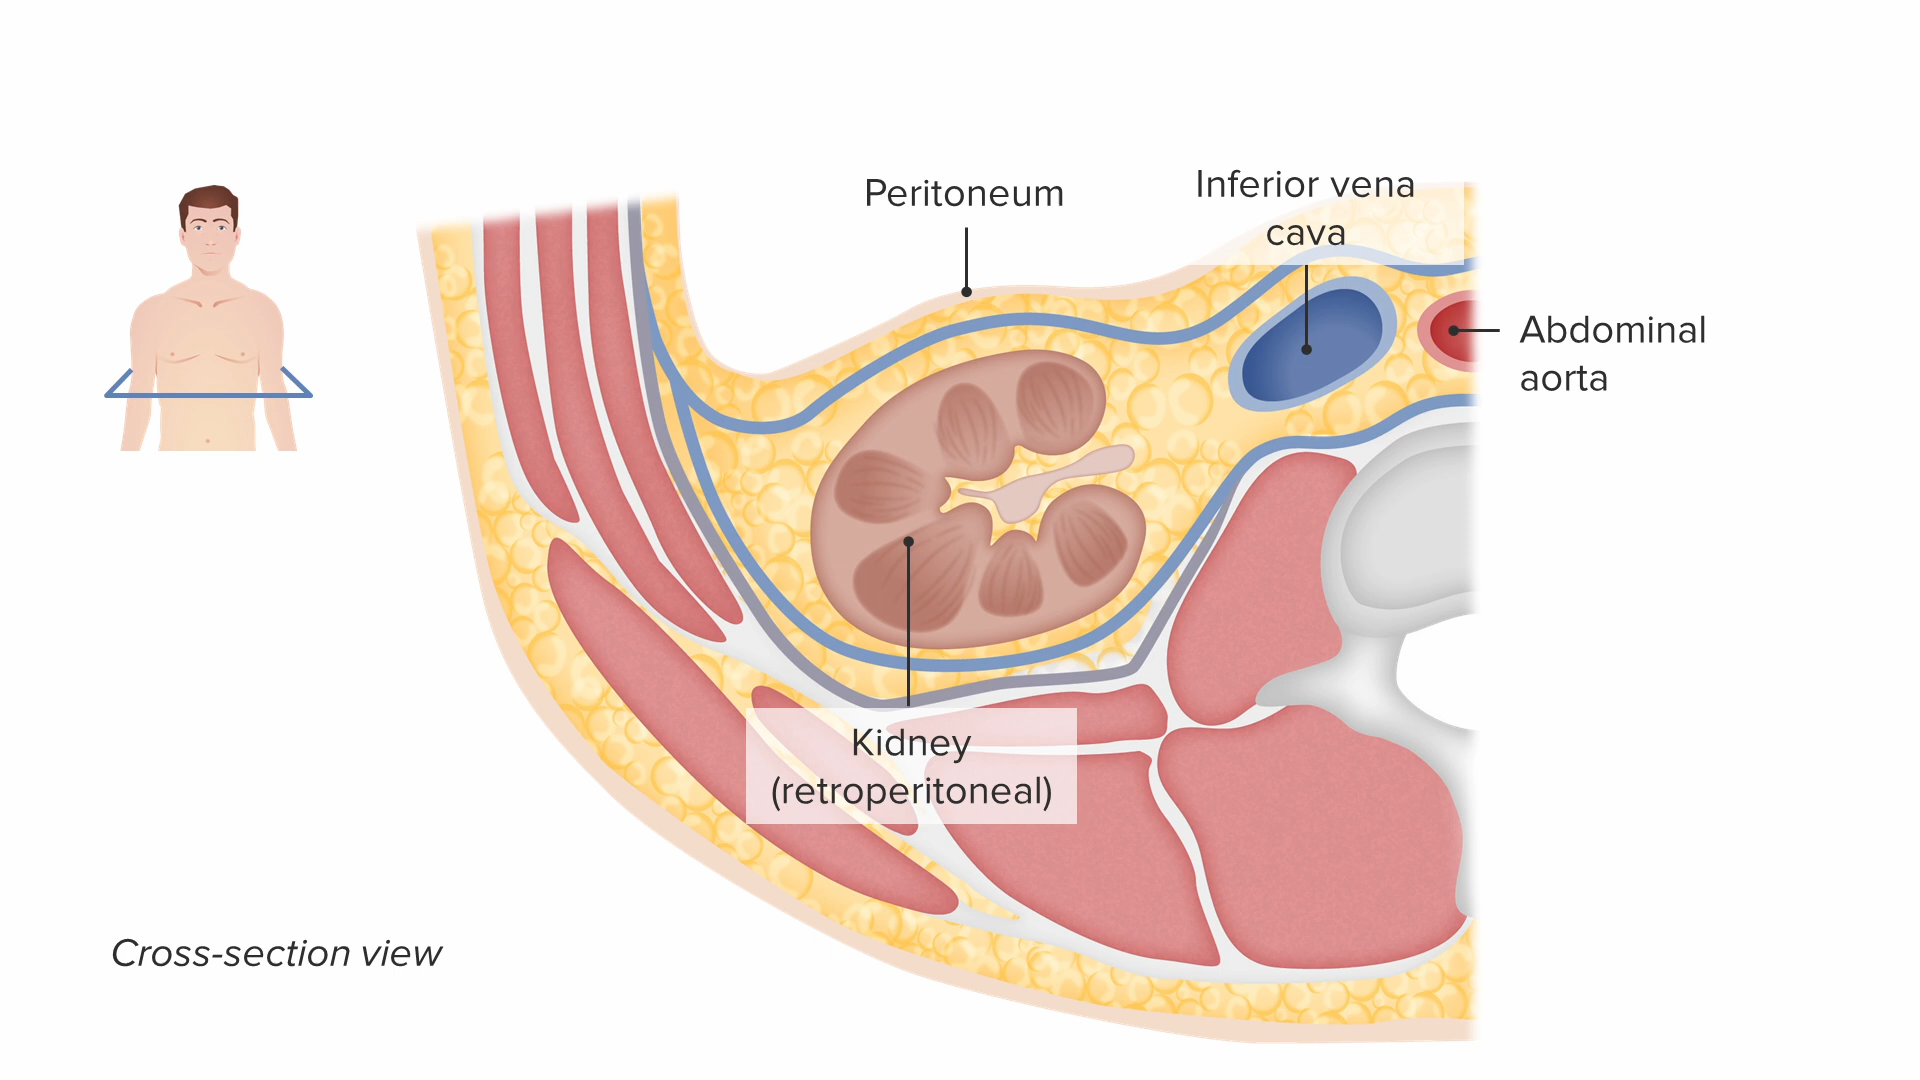 Peritoneum
Inferior vena
cava
Abdominal
aorta
Kidney
(retroperitoneal)
Cross-section view